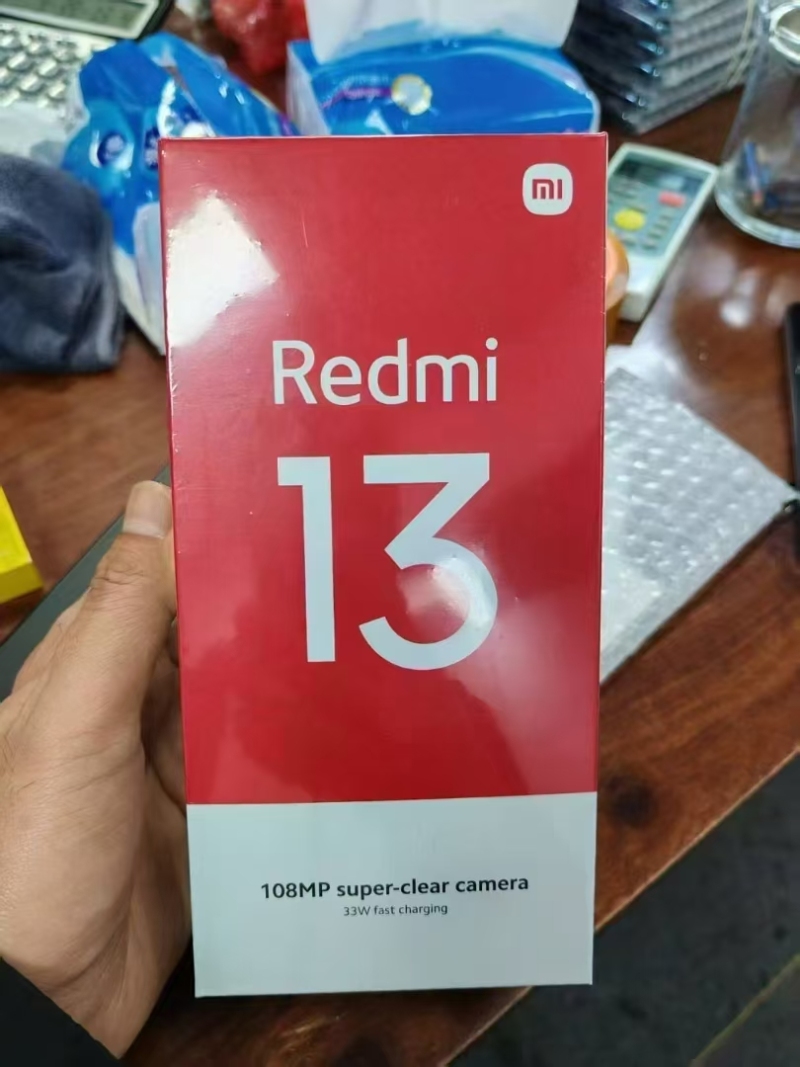 mi
Redmi
13
108MP super-clear camera
33W fast charging